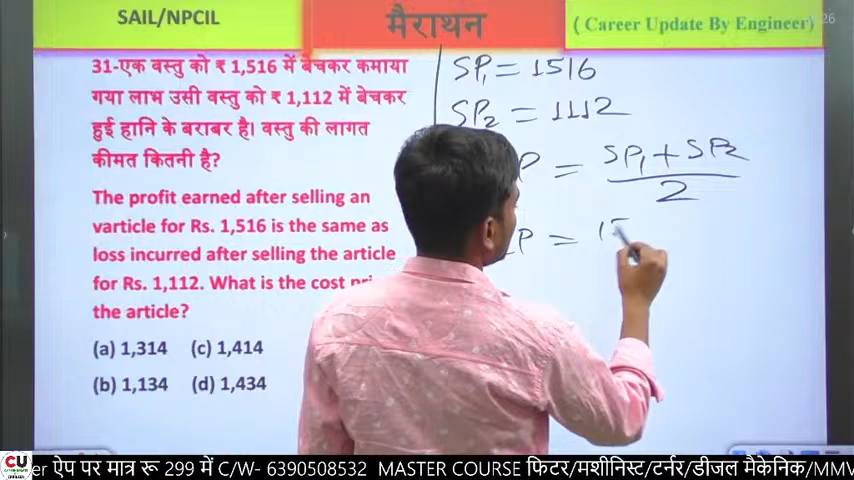 SAIL/NPCIL
मैराथन
( Career Update By Engineer) 26
31-एक वस्तु को ₹ 1,516 में बेचकर कमाया
गया लाभ उसी वस्तु को ₹ 1,112 में बेचकर
हुई हानि के बराबर है। वस्तु की लागत
कीमत कितनी है?
The profit earned after selling an
varticle for Rs. 1,516 is the same as
loss incurred after selling the article
for Rs. 1,112. What is the cost
the article?
(a) 1,314 (c) 1,414
(b) 1,134 (d) 1,434
SP₁ = 1516
SP₂ = 1112
P = SP₁ + SP₂
2
P = 15
CU
ऐप पर मात्र रू 299 में C/W- 6390508532 MASTER COURSE फिटर/मशीनिस्ट/टर्नर/डीजल मैकेनिक/MMV